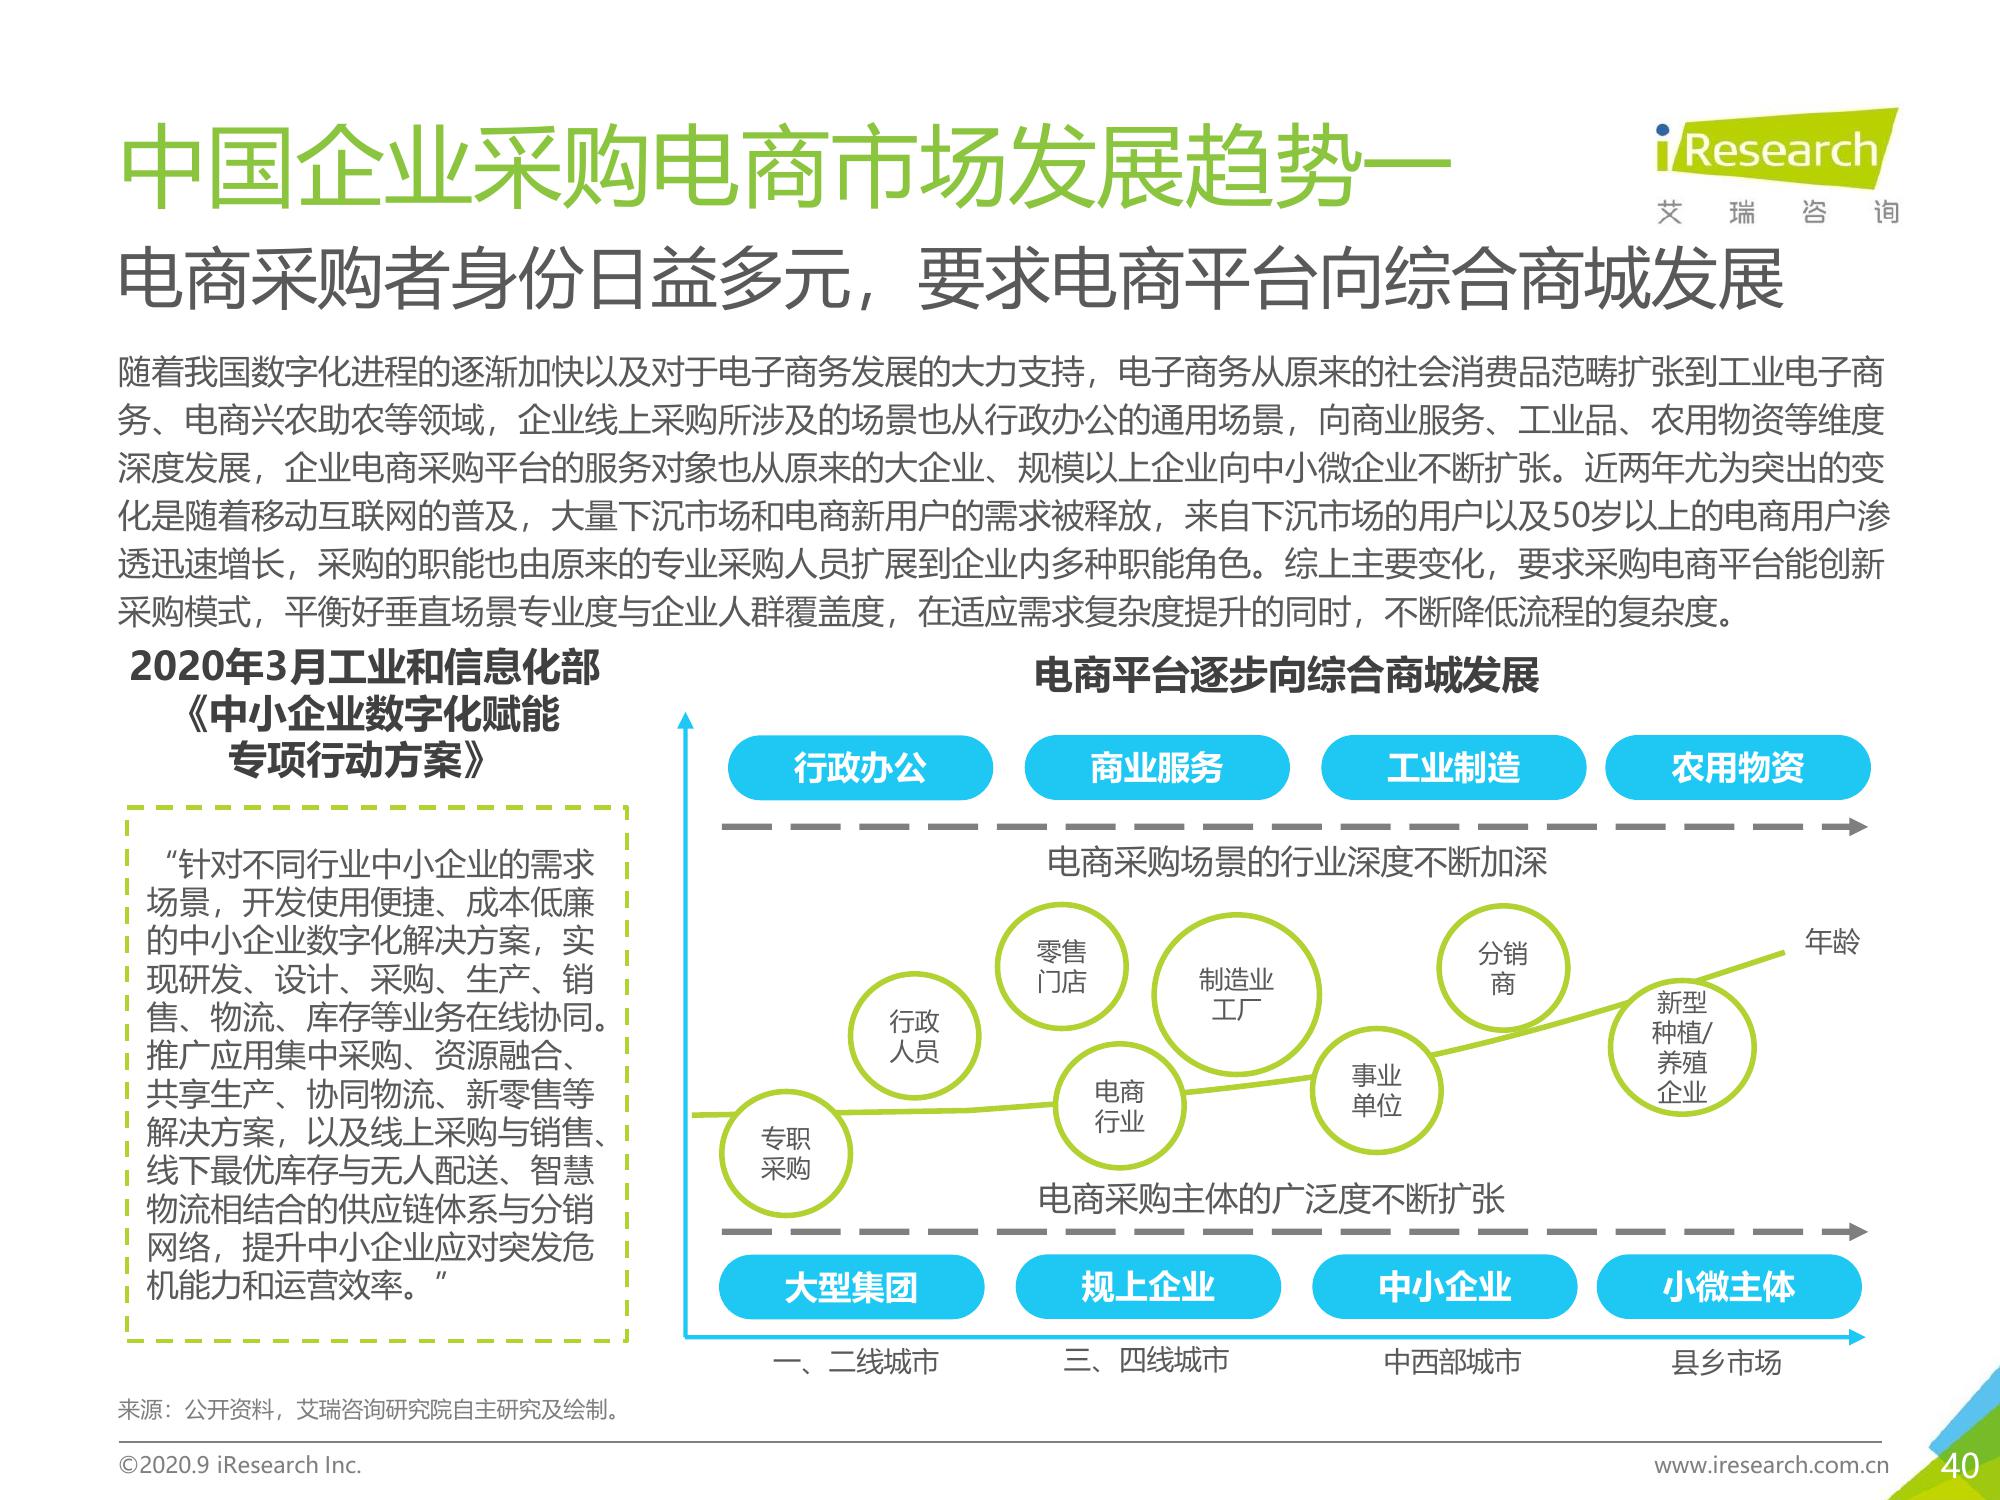 中国企业采购电商市场发展趋势一
iResearch
艾瑞咨询
电商采购者身份日益多元，要求电商平台向综合商城发展
随着我国数字化进程的逐渐加快以及对于电子商务发展的大力支持，电子商务从原来的社会消费品范畴扩张到工业电子商
务、电商兴农助农等领域，企业线上采购所涉及的场景也从行政办公的通用场景，向商业服务、工业品、农用物资等维度
深度发展，企业电商采购平台的服务对象也从原来的大企业、规模以上企业向中小微企业不断扩张。近两年尤为突出的变
化是随着移动互联网的普及，大量下沉市场和电商新用户的需求被释放，来自下沉市场的用户以及50岁以上的电商用户渗
透迅速增长，采购的职能也由原来的专业采购人员扩展到企业内多种职能角色。综上主要变化，要求采购电商平台能创新
采购模式，平衡好垂直场景专业度与企业人群覆盖度，在适应需求复杂度提升的同时，不断降低流程的复杂度。
2020年3月工业和信息化部
《中小企业数字化赋能
专项行动方案》
“针对不同行业中小企业的需求
场景，开发使用便捷、成本低廉
的中小企业数字化解决方案，实
现研发、设计、采购、生产、销
售、物流、库存等业务在线协同。
推广应用集中采购、资源融合、
共享生产、协同物流、新零售等
解决方案，以及线上采购与销售、
线下最优库存与无人配送、智慧
物流相结合的供应链体系与分销
网络，提升中小企业应对突发危
机能力和运营效率。”
电商平台逐步向综合商城发展
行政办公
商业服务
工业制造
农用物资
电商采购场景的行业深度不断加深
年龄
专职
采购
行政
人员
零售
门店
电商
行业
制造业
工厂
事业
单位
分销
商
新型
种植/
养殖
企业
电商采购主体的广泛度不断扩张
大型集团
规上企业
中小企业
小微主体
一、二线城市
三、四线城市
中西部城市
县乡市场
来源：公开资料，艾瑞咨询研究院自主研究及绘制。
©2020.9 iResearch Inc.
www.iresearch.com.cn
40